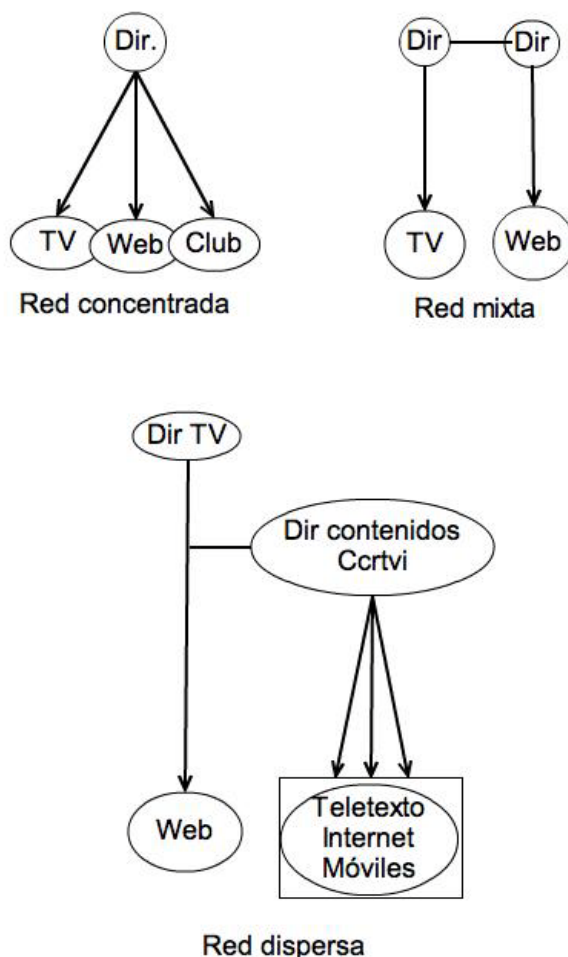 Dir.
TV
Web
Club
Red concentrada
Dir
Dir
TV
Web
Red mixta
Dir TV
Dir contenidos
Ccrtvi
Web
Teletexto
Internet
Móviles
Red dispersa